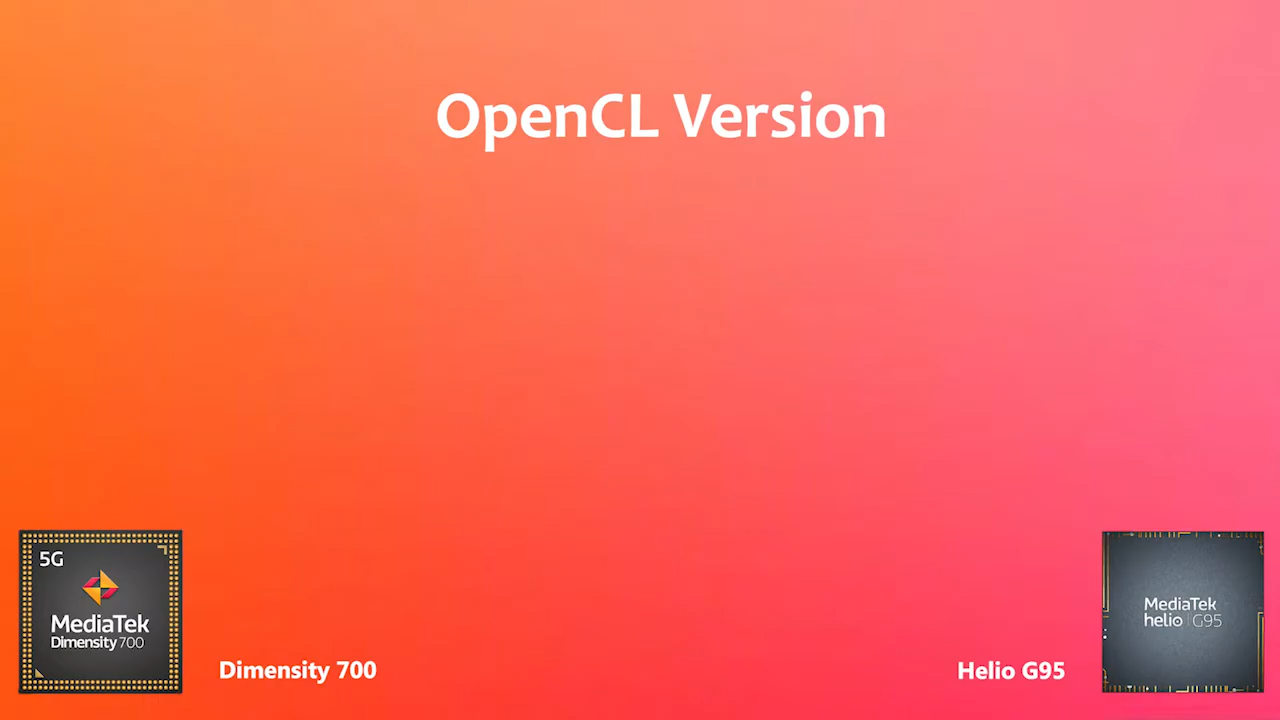 OpenCL Version
5G
MediaTek
Dimensity 700
Dimensity 700
Helio G95
MediaTek
helio G95